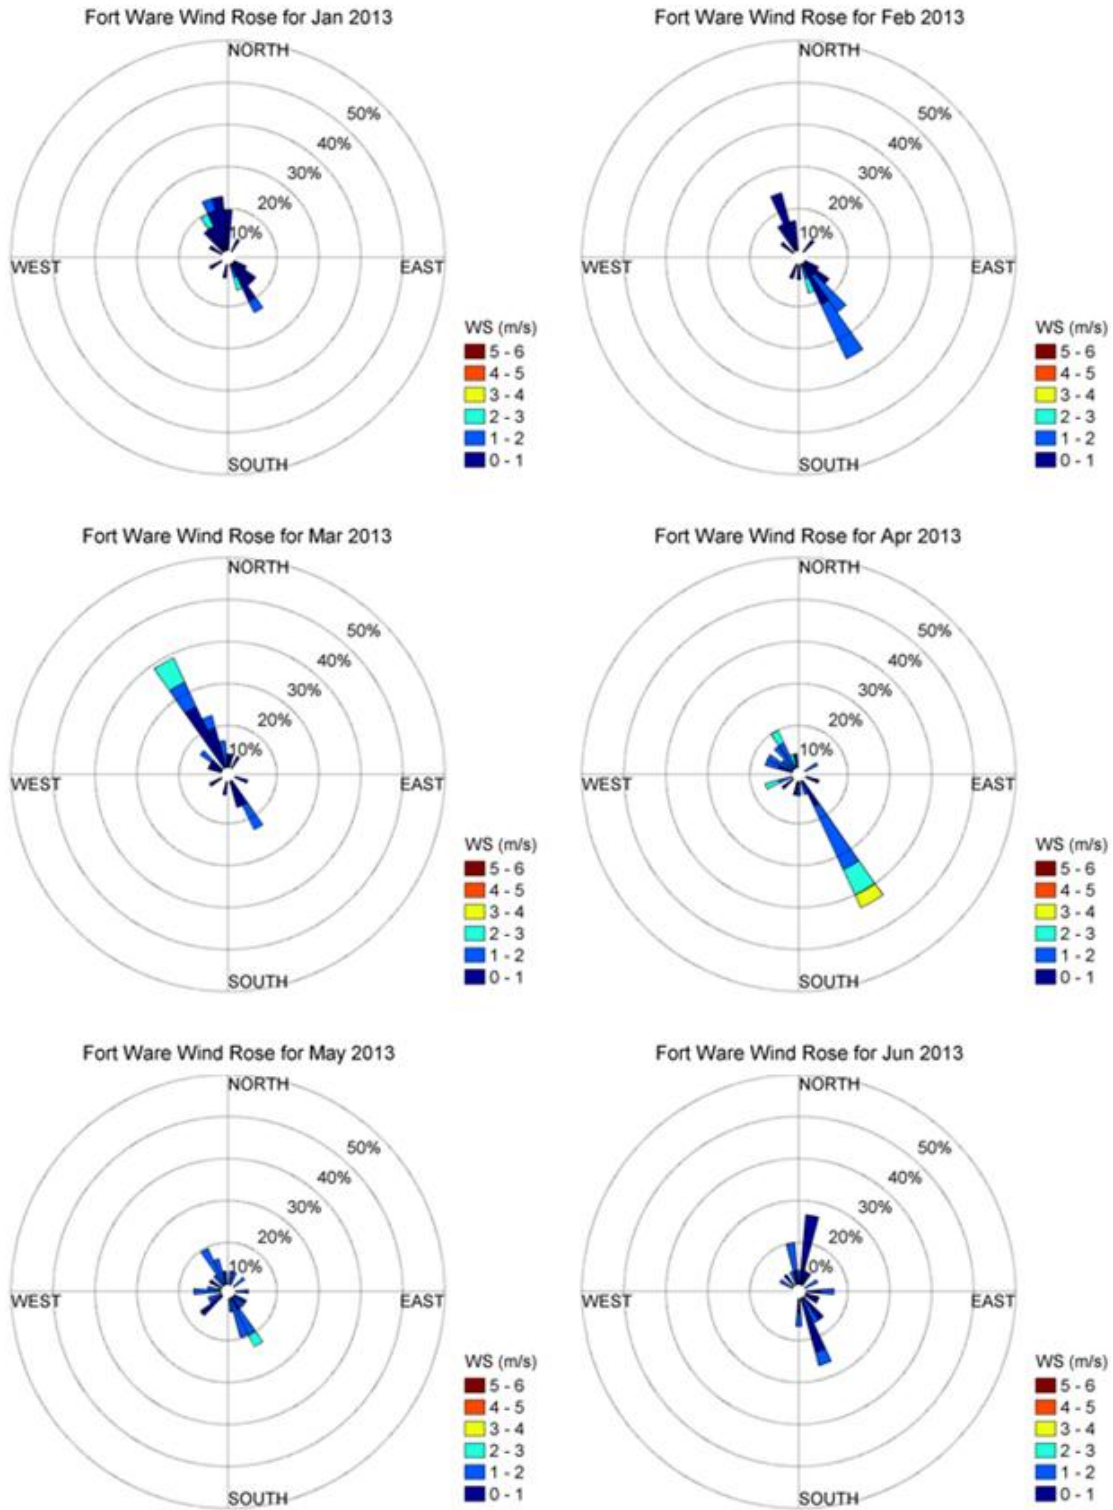 Fort Ware Wind Rose for Jan 2013
NORTH
50%
40%
30%
20%
10%
WEST
EAST
SOUTH
WS (m/s)
5 - 6
4 - 5
3 - 4
2 - 3
1 - 2
0 - 1
Fort Ware Wind Rose for Feb 2013
NORTH
50%
40%
30%
20%
10%
WEST
EAST
SOUTH
WS (m/s)
5 - 6
4 - 5
3 - 4
2 - 3
1 - 2
0 - 1
Fort Ware Wind Rose for Mar 2013
NORTH
50%
40%
30%
20%
10%
WEST
EAST
SOUTH
WS (m/s)
5 - 6
4 - 5
3 - 4
2 - 3
1 - 2
0 - 1
Fort Ware Wind Rose for Apr 2013
NORTH
50%
40%
30%
20%
10%
WEST
EAST
SOUTH
WS (m/s)
5 - 6
4 - 5
3 - 4
2 - 3
1 - 2
0 - 1
Fort Ware Wind Rose for May 2013
NORTH
50%
40%
30%
20%
10%
WEST
EAST
SOUTH
WS (m/s)
5 - 6
4 - 5
3 - 4
2 - 3
1 - 2
0 - 1
Fort Ware Wind Rose for Jun 2013
NORTH
50%
40%
30%
20%
0%
WEST
EAST
SOUTH
WS (m/s)
5 - 6
4 - 5
3 - 4
2 - 3
1 - 2
0 - 1